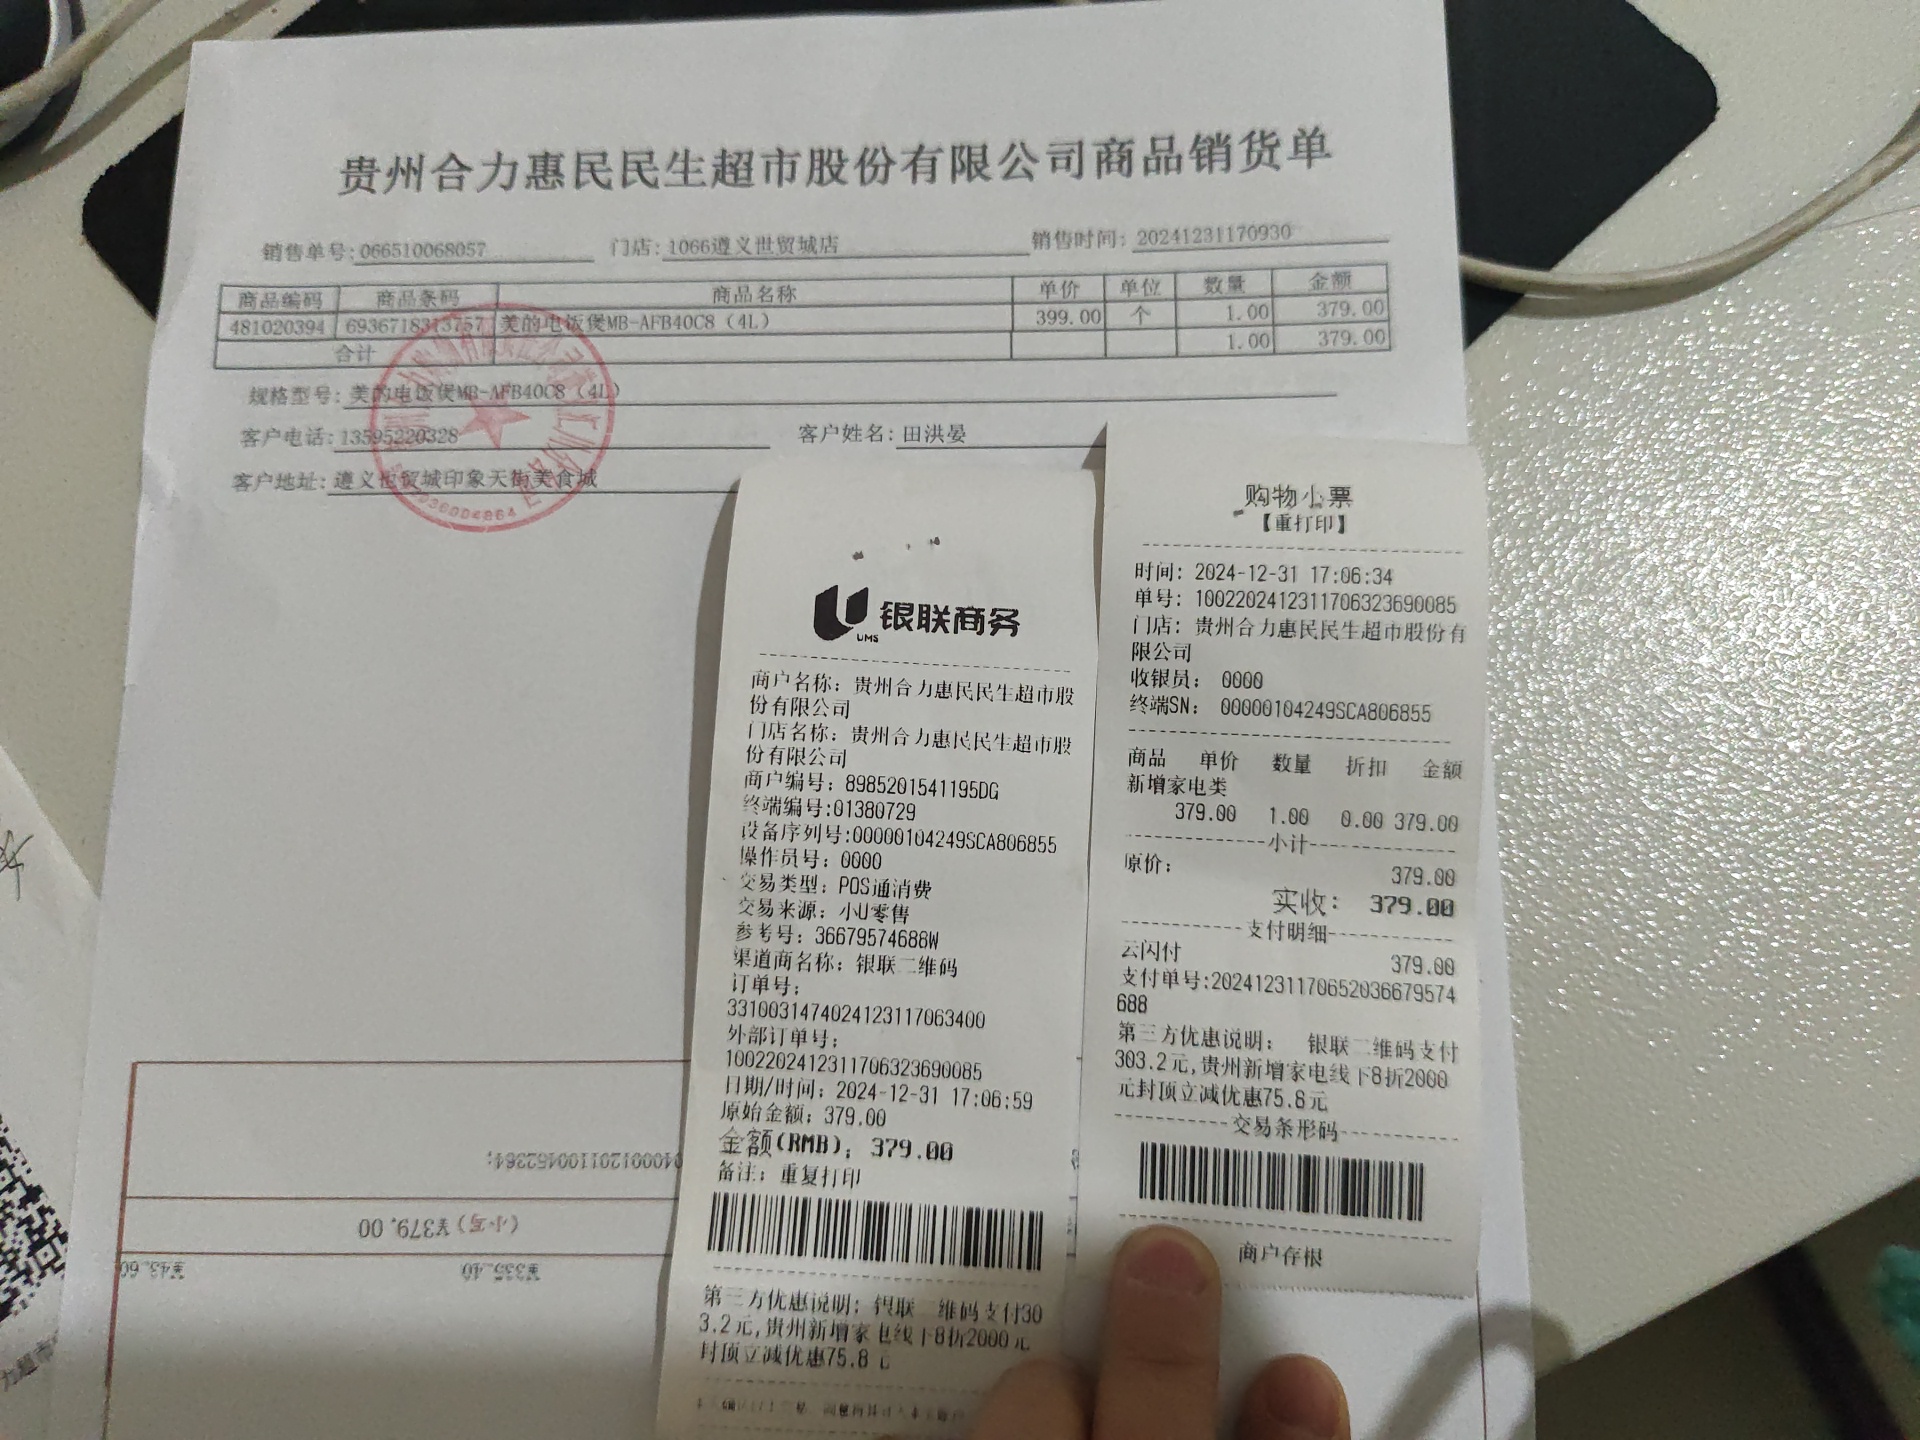 贵州合力惠民民生超市股份有限公司商品销货单
销售单号:066510068057 门店:1066遵义世贸城店 销售时间:20241231170930
商品编码 商品条码 商品名称 单价 单位 数量 金额
481020394 6936718313757 美的电饭煲MB-AFB40C8（4L） 399.00 个 1.00 379.00
合计 1.00 379.00
规格型号:美的电饭煲MB-AFB40C8（4L）
客户电话:13595220328 客户姓名:田洪晏
客户地址:遵义世贸城印象天街美食城
银联商务
UMS
商户名称: 贵州合力惠民民生超市股
份有限公司
门店名称: 贵州合力惠民民生超市股
份有限公司
商户编号: 8985201541195DG
终端编号:01380729
设备序列号:00000104249SCA806855
操作员号: 0000
交易类型: POS通消费
交易来源: 小U零售
参考号: 36679574688W
渠道商名称: 银联二维码
订单号:
33100314740241231170634​00
外部订单号:
1002202412311706323690085
日期/时间: 2024-12-31 17:06:59
原始金额: 379.00
金额(RMB): 379.00
备注: 重复打印
第三方优惠说明: 银联二维码支付30
3.2元,贵州新增家电线下8折2000元
封顶立减优惠75.8元
购物小票
【重打印】
时间: 2024-12-31 17:06:34
单号: 1002202412311706323690085
门店: 贵州合力惠民民生超市股份有
限公司
收银员: 0000
终端SN: 00000104249SCA806855
商品 单价 数量 折扣 金额
新增家电类
379.00 1.00 0.00 379.00
小计
原价: 379.00
实收: 379.00
支付明细
云闪付 379.00
支付单号:20241231170652036679574
688
第三方优惠说明: 银联二维码支付
303.2元,贵州新增家电线下8折2000
元封顶立减优惠75.8元
交易条形码
商户存根
（小写）¥379.00
¥335.40
¥43.60